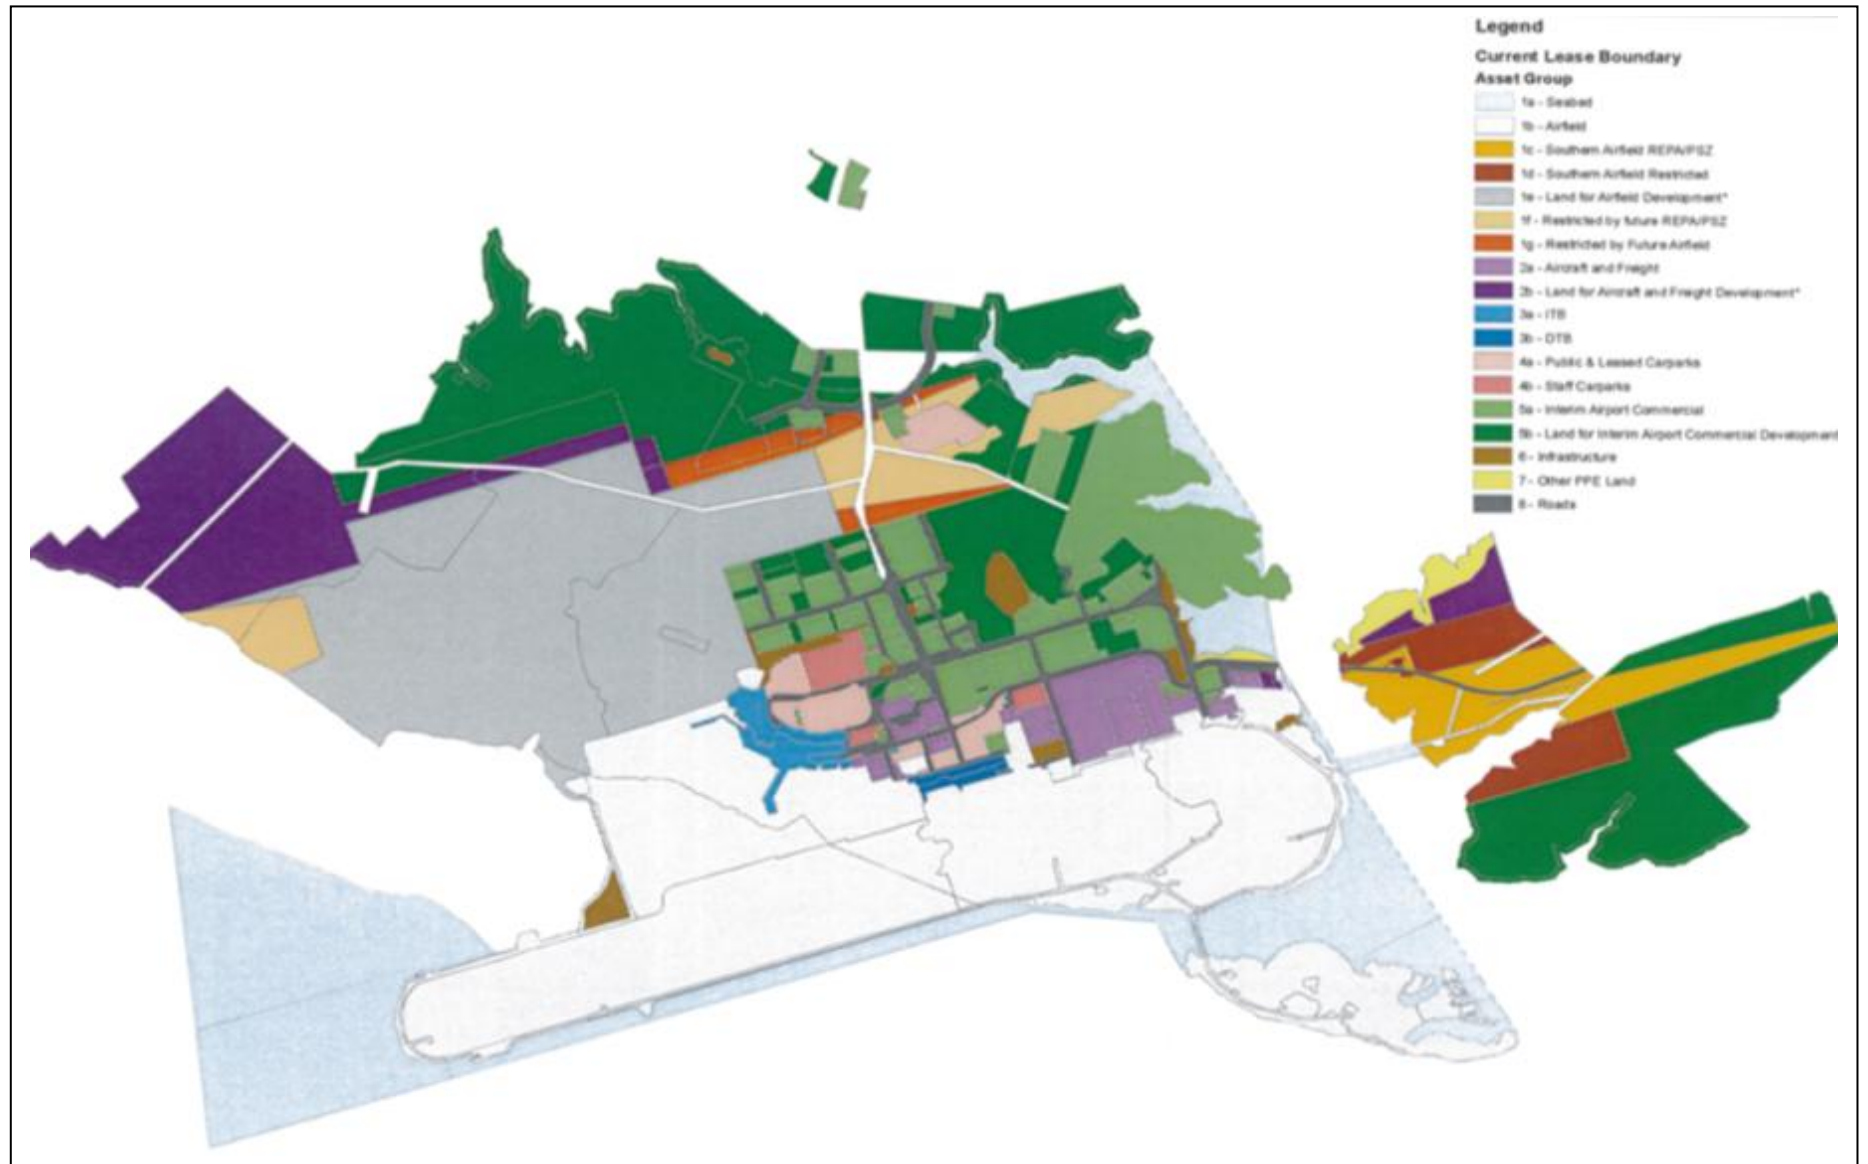 Legend
Current Lease Boundary
Asset Group
1a - Seabed
1b - Airfield
1c - Southern Airfield REPA/PSZ
1d - Southern Airfield Restricted
1e - Land for Airfield Development*
1f - Restricted by future REPA/PSZ
1g - Restricted by Future Airfield
2a - Aircraft and Freight
2b - Land for Aircraft and Freight Development*
3a - ITB
3b - DTB
4a - Public & Leased Carparks
4b - Staff Carparks
5a - Interim Airport Commercial
5b - Land for Interim Airport Commercial Development
6 - Infrastructure
7 - Other PPE Land
8 - Roads